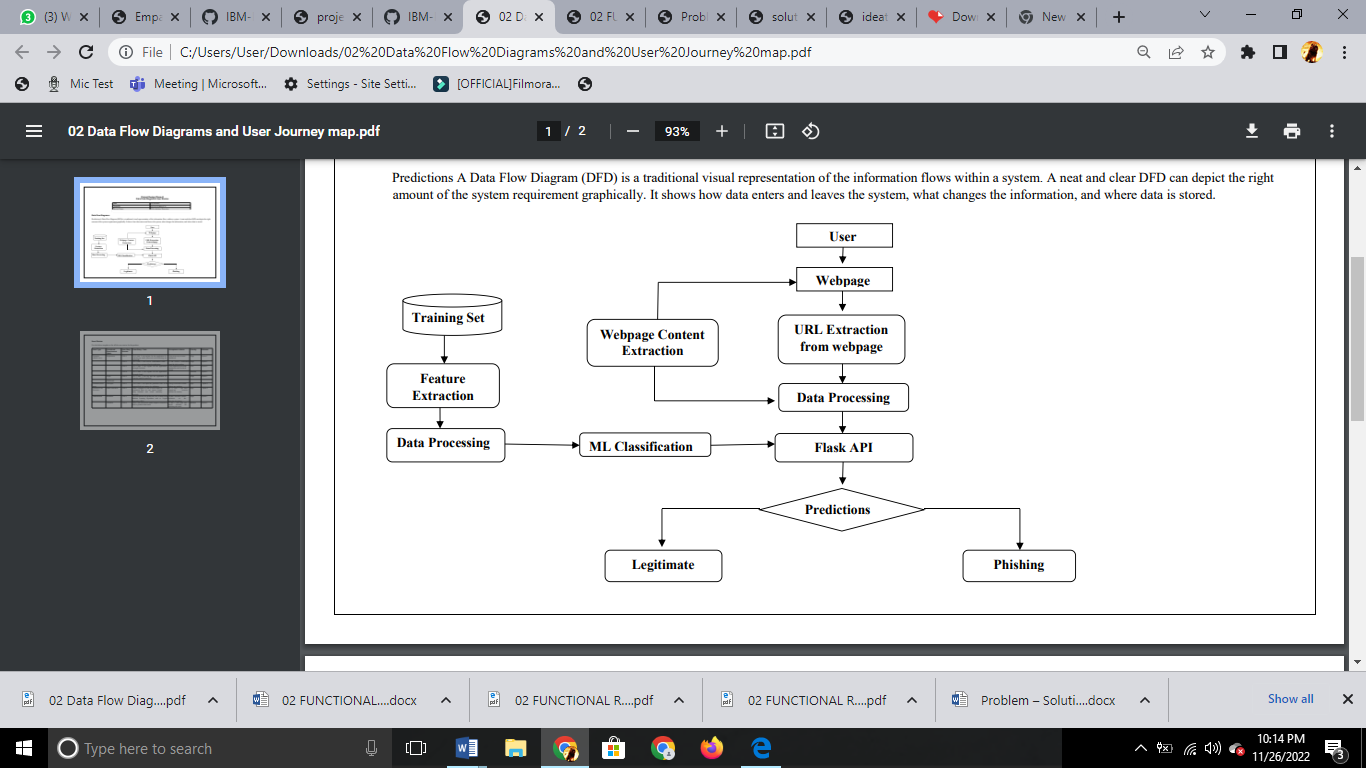 3
(3) W
Empa
IBM-
proje
IBM-
02 D
02 FU
Probl
solut
ideat
Down
New
File
C:/Users/User/Downloads/02%20Data%20Flow%20Diagrams%20and%20User%20Journey%20map.pdf
Mic Test
Meeting | Microsoft...
Settings - Site Setti...
[OFFICIAL]Filmora...
02 Data Flow Diagrams and User Journey map.pdf
1 / 2
93%
1
2
Predictions A Data Flow Diagram (DFD) is a traditional visual representation of the information flows within a system. A neat and clear DFD can depict the right
amount of the system requirement graphically. It shows how data enters and leaves the system, what changes the information, and where data is stored.
User
Webpage
Training Set
Webpage Content
Extraction
URL Extraction
from webpage
Feature
Extraction
Data Processing
Data Processing
ML Classification
Flask API
Predictions
Legitimate
Phishing
02 Data Flow Diag....pdf
02 FUNCTIONAL....docx
02 FUNCTIONAL R....pdf
02 FUNCTIONAL R....pdf
Problem – Soluti....docx
Show all
Type here to search
10:14 PM
11/26/2022
3